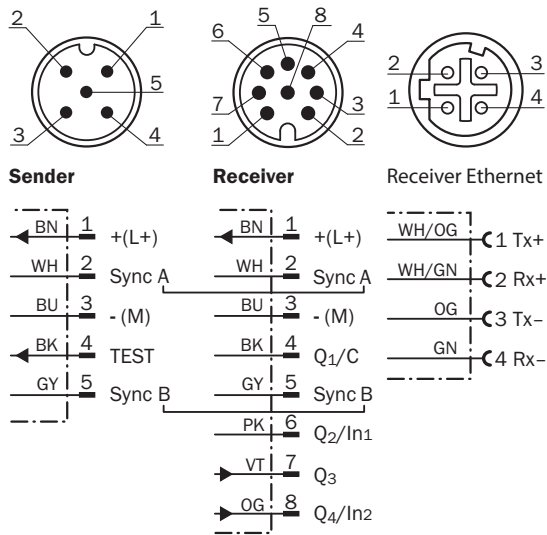 2 1
5
3 4
5 8
6 4
7 3
1 2
2 3
1 4
Sender
BN 1 +(L+)
WH 2 Sync A
BU 3 - (M)
BK 4 TEST
GY 5 Sync B
Receiver
BN 1 +(L+)
WH 2 Sync A
BU 3 - (M)
BK 4 Q1/C
GY 5 Sync B
PK 6 Q2/In1
VT 7 Q3
OG 8 Q4/In2
Receiver Ethernet
WH/OG 1 Tx+
WH/GN 2 Rx+
OG 3 Tx–
GN 4 Rx–